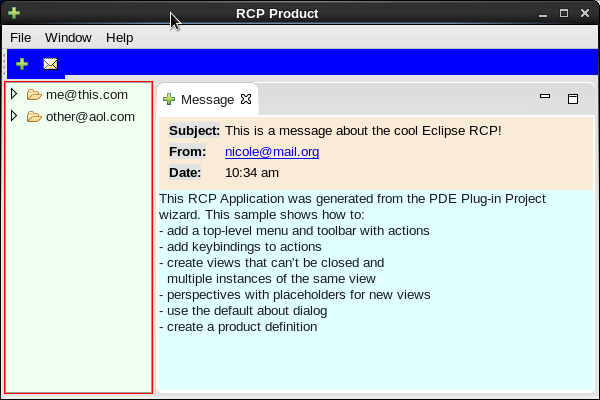 RCP Product
File Window Help
me@this.com
other@aol.com
Message
Subject: This is a message about the cool Eclipse RCP!
From: nicole@mail.org
Date: 10:34 am
This RCP Application was generated from the PDE Plug-in Project
wizard. This sample shows how to:
- add a top-level menu and toolbar with actions
- add keybindings to actions
- create views that can't be closed and
  multiple instances of the same view
- perspectives with placeholders for new views
- use the default about dialog
- create a product definition